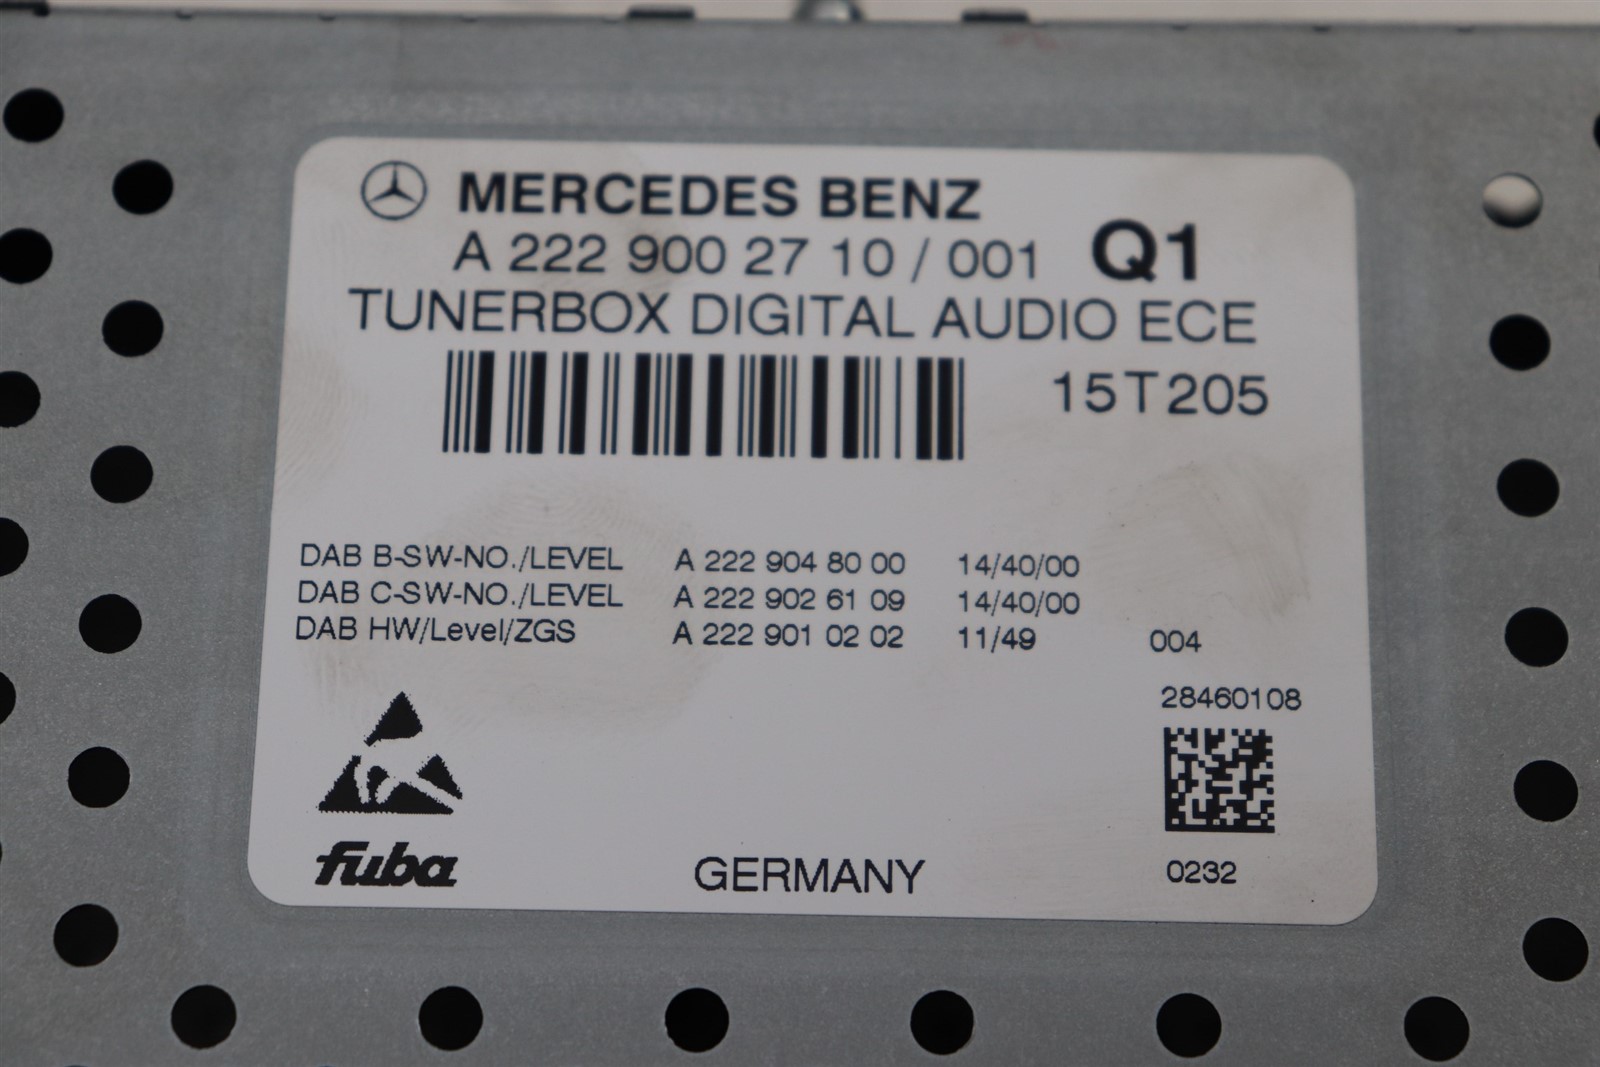 MERCEDES BENZ
A 222 900 27 10 / 001 Q1
TUNERBOX DIGITAL AUDIO ECE
15T205
DAB B-SW-NO./LEVEL A 222 904 80 00 14/40/00
DAB C-SW-NO./LEVEL A 222 902 61 09 14/40/00
DAB HW/Level/ZGS A 222 901 02 02 11/49 004
28460108
fuba GERMANY 0232